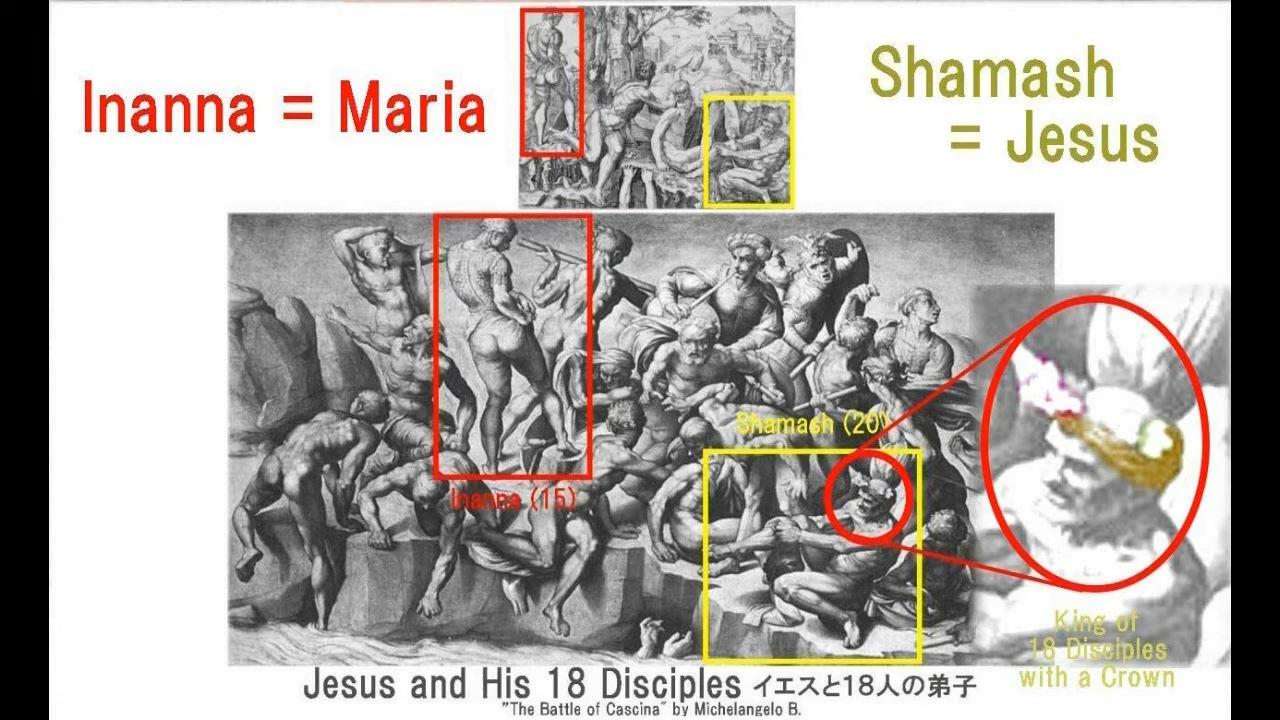 Inanna = Maria
Shamash
= Jesus
Shamash (20)
Inanna (15)
King of
18 Disciples
with a Crown
Jesus and His 18 Disciples イエスと18人の弟子
"The Battle of Cascina" by Michelangelo B.